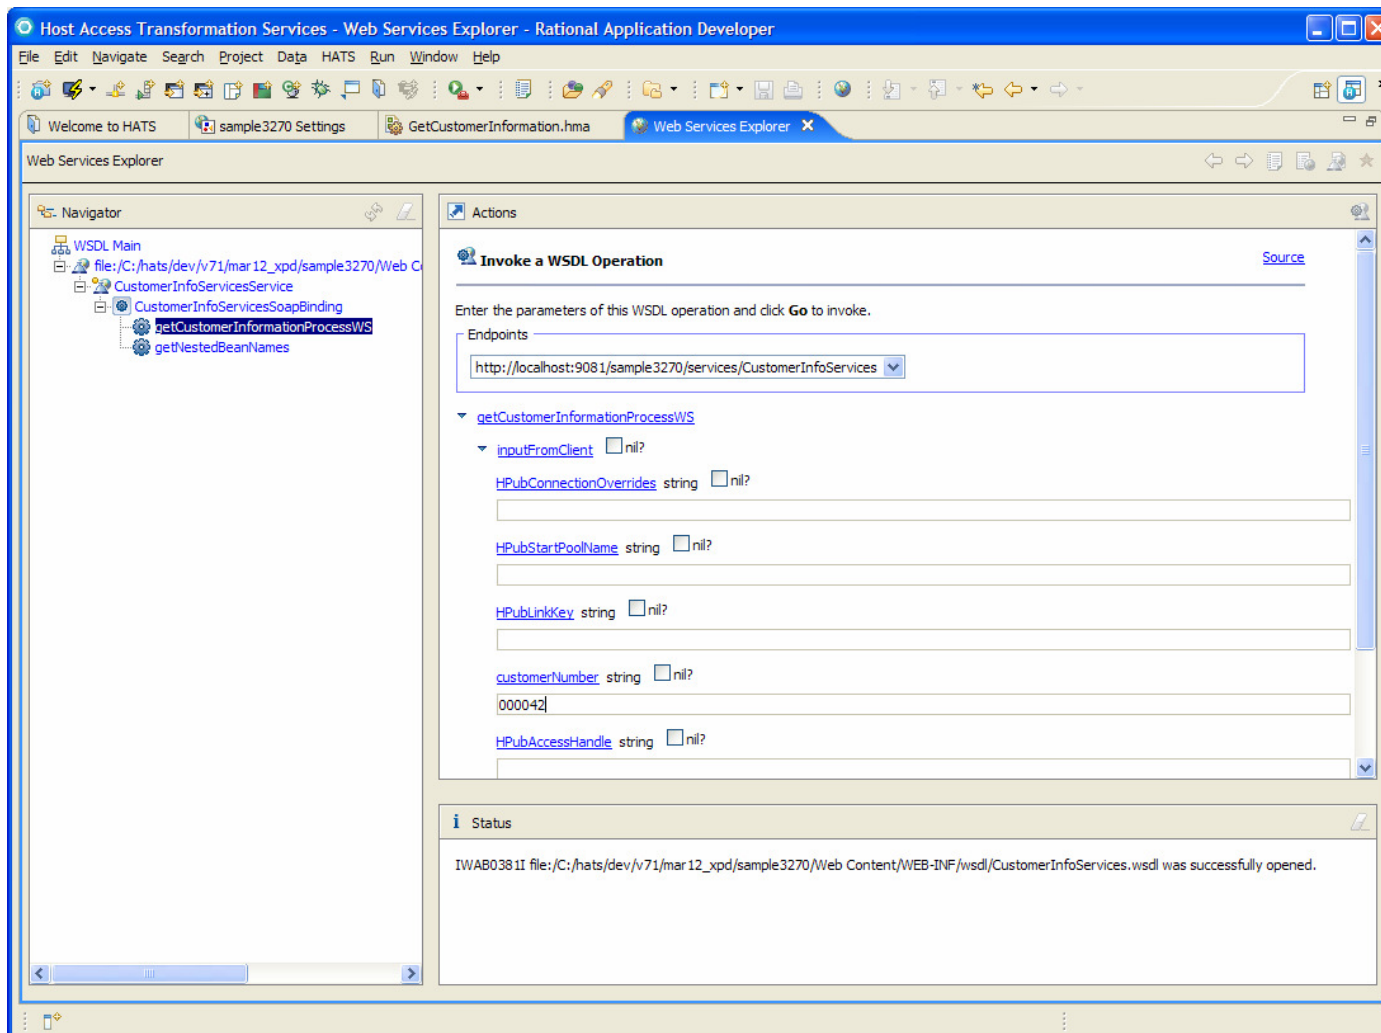 Host Access Transformation Services - Web Services Explorer - Rational Application Developer
File Edit Navigate Search Project Data HATS Run Window Help
Welcome to HATS sample3270 Settings GetCustomerInformation.hma Web Services Explorer
Web Services Explorer
Navigator
WSDL Main
file:/C:/hats/dev/v71/mar12_xpd/sample3270/Web
CustomerInfoServicesService
CustomerInfoServicesSoapBinding
getCustomerInformationProcessWS
getNestedBeanNames
Actions
Invoke a WSDL Operation Source
Enter the parameters of this WSDL operation and click Go to invoke.
Endpoints
http://localhost:9081/sample3270/services/CustomerInfoServices
getCustomerInformationProcessWS
inputFromClient nil?
HPubConnectionOverrides string nil?
HPubStartPoolName string nil?
HPubLinkKey string nil?
customerNumber string nil?
000042
HPubAccessHandle string nil?
Status
IWAB0381I file:/C:/hats/dev/v71/mar12_xpd/sample3270/Web Content/WEB-INF/wsdl/CustomerInfoServices.wsdl was successfully opened.